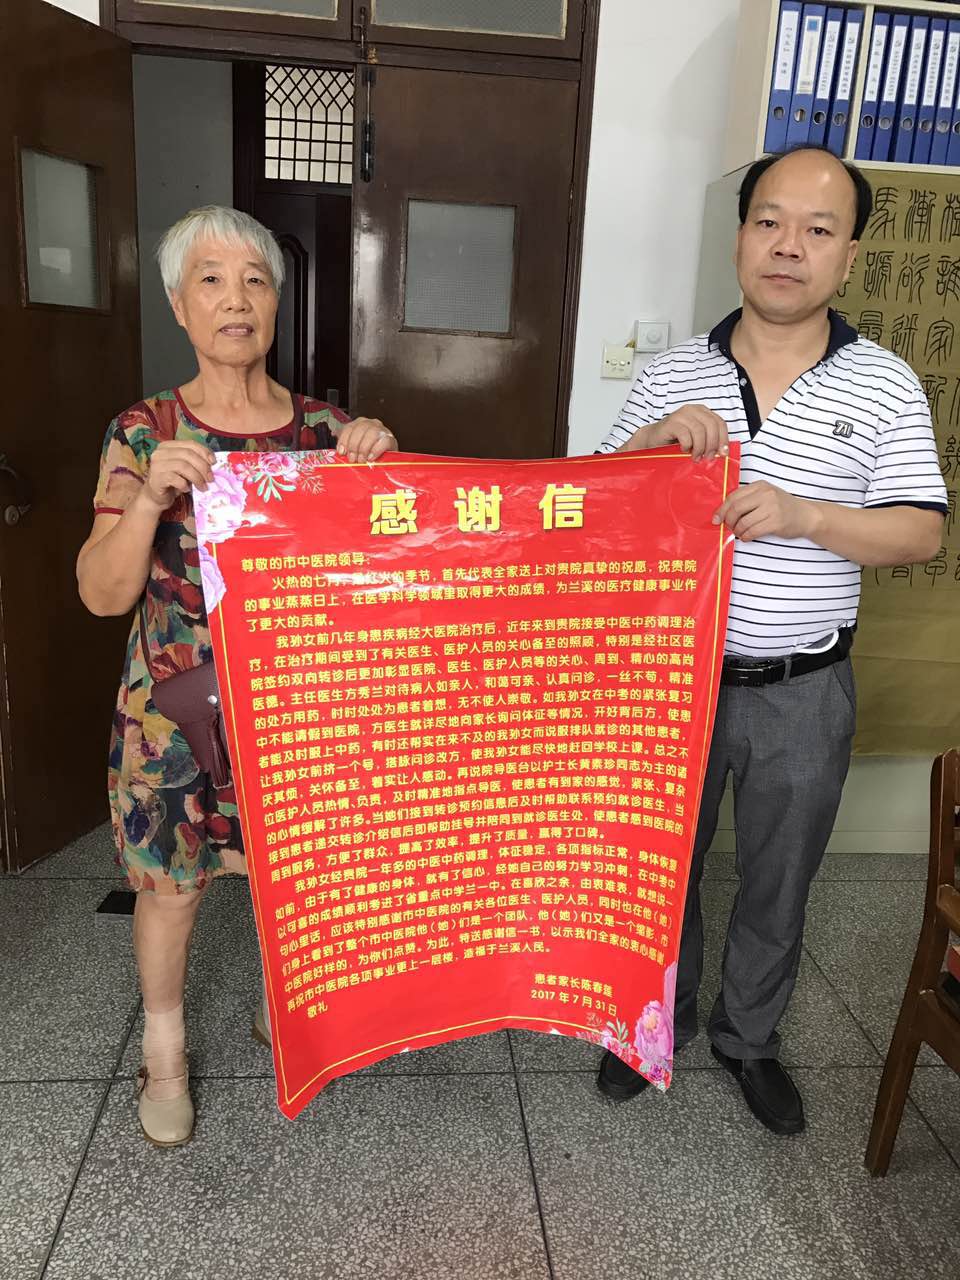 感谢信
尊敬的市中医院领导：
火热的七月，是红火的季节，首先代表全家送上对贵院真挚的祝愿，祝贵院
的事业蒸蒸日上，在医学科学领域里取得更大的成绩，为兰溪的医疗健康事业作
了更大的贡献。
我孙女前几年身患疾病经大医院治疗后，近年来到贵院接受中医中药调理治
疗，在治疗期间受到了有关医生、医护人员的关心备至的照顾，特别是经社区医
院签约双向转诊后更加彰显医院、医生、医护人员等的关心、周到、精心的高尚
医德。主任医生方秀兰对待病人如亲人，和蔼可亲、认真问诊，一丝不苟，精准
的处方用药，时时处处为患者着想，无不使人崇敬。如我孙女在中考的紧张复习
中不能请假到医院，方医生就详尽地向家长询问体征等情况，开好背后方，使患
者能及时服上中药，有时还帮实在来不及的我孙女而说服排队就诊的其他患者，
让我孙女前挤一个号，搭脉问诊改方，使我孙女能尽快地赶回学校上课。总之不
厌其烦，关怀备至，着实让人感动。再说院导医台以护士长黄素珍同志为主的诸
位医护人员热情、负责，及时精准地指点导医，使患者有到家的感觉，紧张、复杂
的心情缓解了许多。当她们接到转诊预约信息后及时帮助联系预约就诊医生，当
接到患者递交转诊介绍信后即帮助挂号并陪同到就诊医生处，使患者感到医院的
周到服务，方便了群众，提高了效率，提升了质量，赢得了口碑。
我孙女经贵院一年多的中医中药调理，体征稳定，各项指标正常，身体恢复
如前，由于有了健康的身体，就有了信心，经她自己的努力学习冲刺，在中考中
以可喜的成绩顺利考进了省重点中学兰一中。在喜欣之余，由衷难表，就想说一
句心里话，应该特别感谢市中医院的有关各位医生、医护人员，同时也在他（她）
们身上看到了整个市中医院他（她）们是一个团队，他（她）们又是一个缩影，市
中医院好样的，为你们点赞。为此，特送感谢信一书，以示我们全家的衷心感谢，
再祝市中医院各项事业更上一层楼，造福于兰溪人民。
敬礼
患者家长陈春莲
2017年7月31日